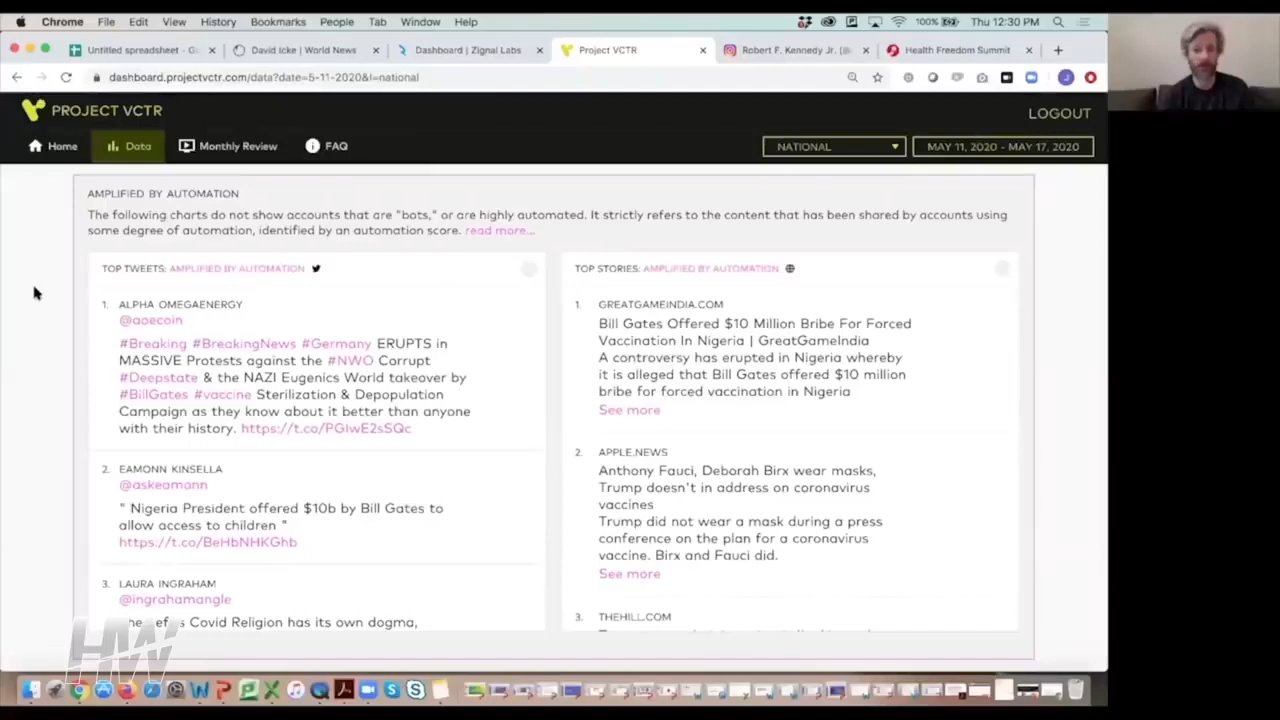 Chrome File Edit View History Bookmarks People Tab Window Help 100% Thu 12:30 PM
Untitled spreadsheet - G
David Icke | World News
Dashboard | Zignal Labs
Project VCTR
Robert F. Kennedy Jr. (@
Health Freedom Summit
dashboard.projectvctr.com/data?date=5-11-2020&l=national
PROJECT VCTR
LOGOUT
Home Data Monthly Review FAQ
NATIONAL
MAY 11, 2020 - MAY 17, 2020
AMPLIFIED BY AUTOMATION
The following charts do not show accounts that are "bots," or are highly automated. It strictly refers to the content that has been shared by accounts using
some degree of automation, identified by an automation score. read more...
TOP TWEETS: AMPLIFIED BY AUTOMATION
1. ALPHA OMEGAENERGY
@aoecoin
#Breaking #BreakingNews #Germany ERUPTS in
MASSIVE Protests against the #NWO Corrupt
#Deepstate & the NAZI Eugenics World takeover by
#BillGates #vaccine Sterilization & Depopulation
Campaign as they know about it better than anyone
with their history. https://t.co/PGIwE2sSQc
2. EAMONN KINSELLA
@askeamonn
" Nigeria President offered $10b by Bill Gates to
allow access to children "
https://t.co/BeHbNHKGhb
3. LAURA INGRAHAM
@ingrahamangle
Covid Religion has its own dogma,
TOP STORIES: AMPLIFIED BY AUTOMATION
1. GREATGAMEINDIA.COM
Bill Gates Offered $10 Million Bribe For Forced
Vaccination In Nigeria | GreatGameIndia
A controversy has erupted in Nigeria whereby
it is alleged that Bill Gates offered $10 million
bribe for forced vaccination in Nigeria
See more
2. APPLE.NEWS
Anthony Fauci, Deborah Birx wear masks,
Trump doesn't in address on coronavirus
vaccines
Trump did not wear a mask during a press
conference on the plan for a coronavirus
vaccine. Birx and Fauci did.
See more
3. THEHILL.COM
HW